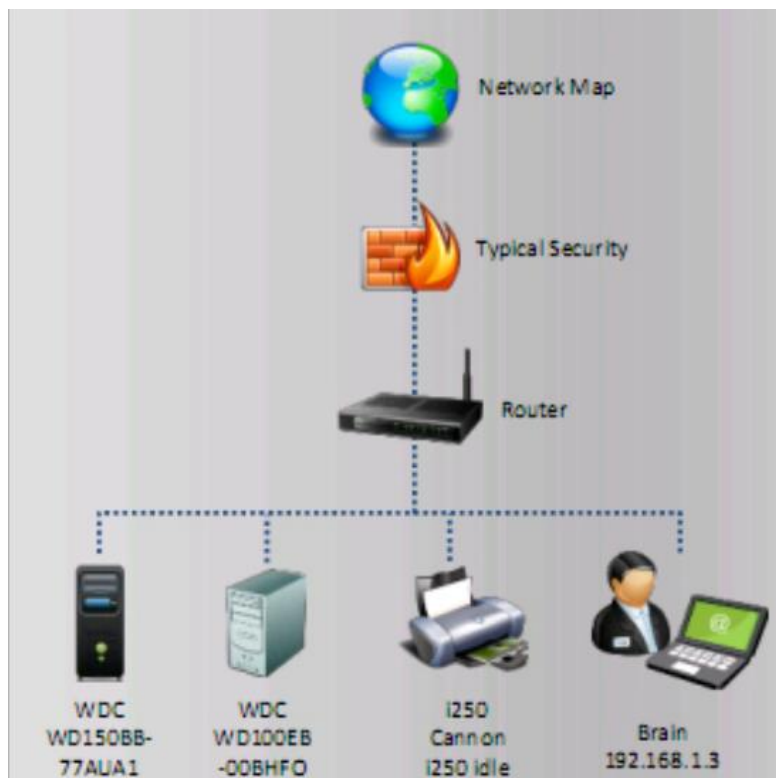 Network Map
Typical Security
Router
WDC
WD150BB-
77AUA1
WDC
WD100EB
-00BHFO
i250
Cannon
i250 idle
Brain
192.168.1.3